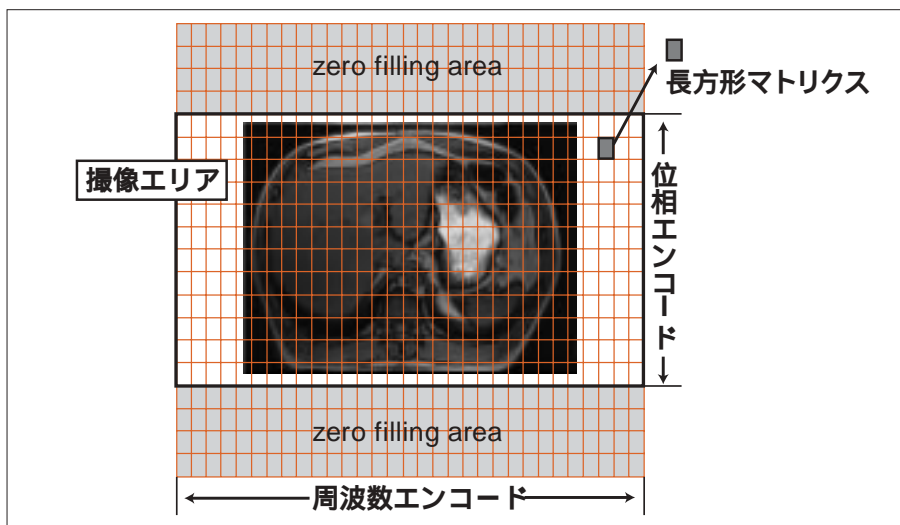 zero filling area
長方形マトリクス
撮像エリア
位相エンコード
zero filling area
周波数エンコード